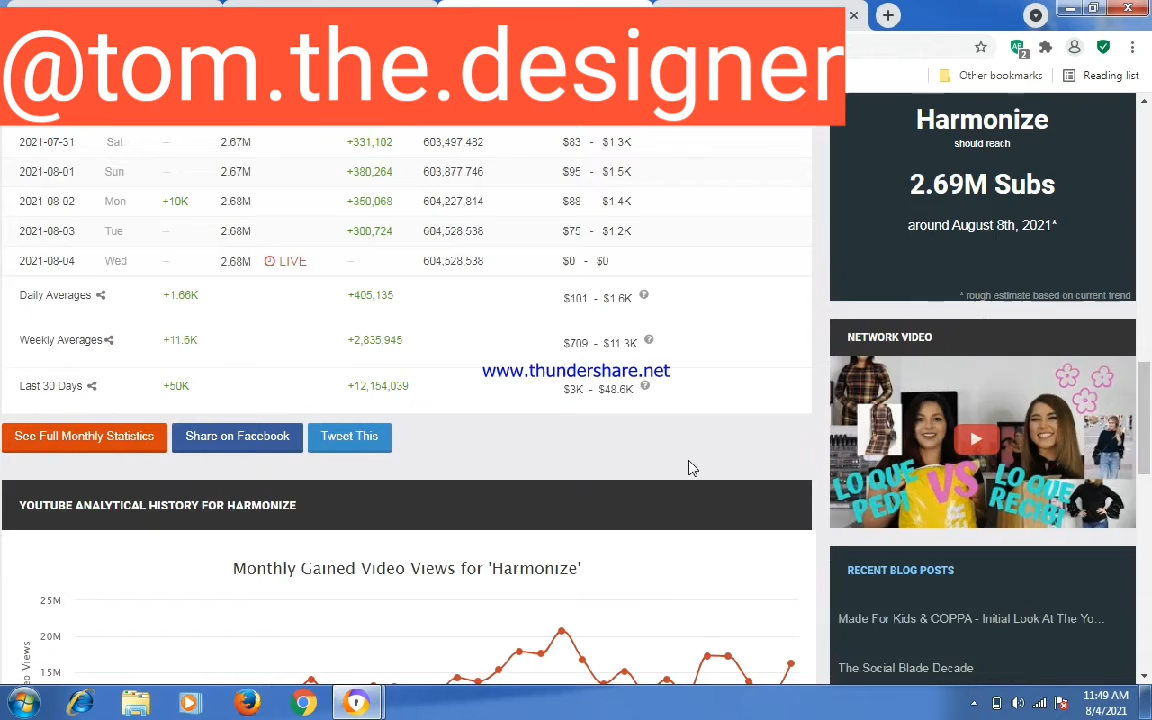 @tom.the.designer
2
Other bookmarks
Reading list
2021-07-31 Sat – 2.67M +331,102 603,497,482 $83 - $1.3K
2021-08-01 Sun – 2.67M +380,264 603,877,746 $95 - $1.5K
2021-08-02 Mon +10K 2.68M +350,068 604,227,814 $88 - $1.4K
2021-08-03 Tue – 2.68M +300,724 604,528,538 $75 - $1.2K
2021-08-04 Wed – 2.68M LIVE – 604,528,538 $0 - $0
Daily Averages +1.66K +405,135 $101 - $1.6K
Weekly Averages +11.6K +2,835,945 $709 - $11.3K
www.thundershare.net
Last 30 Days +50K +12,154,039 $3K - $48.6K
See Full Monthly Statistics
Share on Facebook
Tweet This
YOUTUBE ANALYTICAL HISTORY FOR HARMONIZE
Monthly Gained Video Views for 'Harmonize'
25M
20M
15M
Views
Harmonize
should reach
2.69M Subs
around August 8th, 2021*
* rough estimate based on current trend
NETWORK VIDEO
LO QUE PEDI
VS
LO QUE RECIBI
RECENT BLOG POSTS
Made For Kids & COPPA - Initial Look At The Yo...
The Social Blade Decade
11:49 AM
8/4/2021